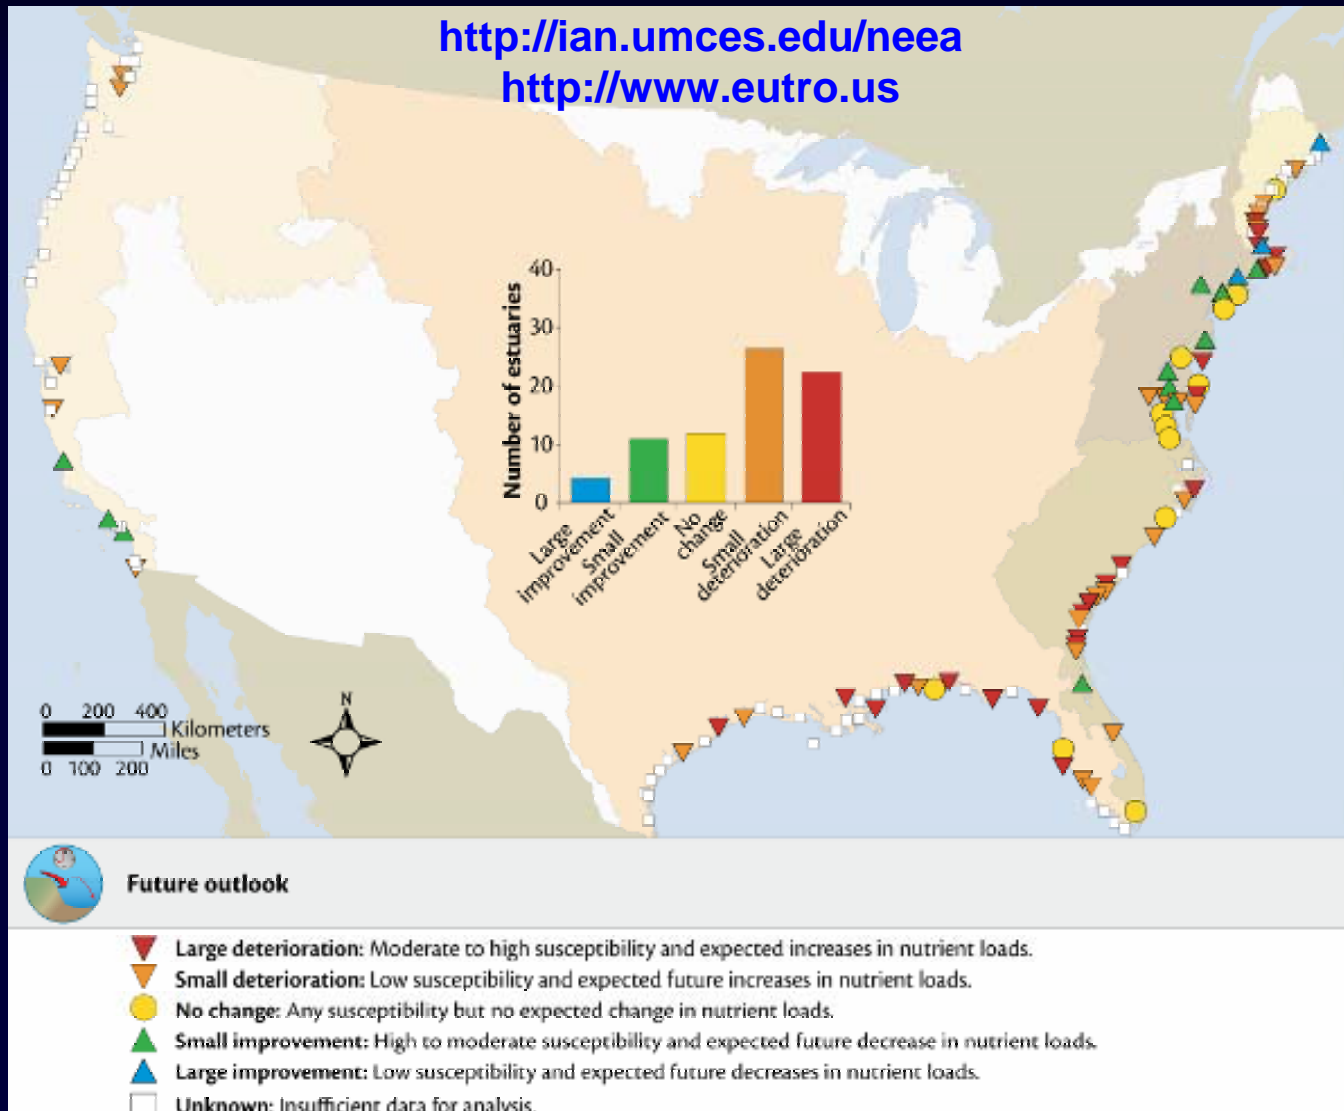 http://ian.umces.edu/neea
http://www.eutro.us
Number of estuaries
40
30
20
10
0
Large improvement
Small improvement
No change
Small deterioration
Large deterioration
0 200 400
Kilometers
Miles
0 100 200
N
Future outlook
Large deterioration: Moderate to high susceptibility and expected increases in nutrient loads.
Small deterioration: Low susceptibility and expected future increases in nutrient loads.
No change: Any susceptibility but no expected change in nutrient loads.
Small improvement: High to moderate susceptibility and expected future decrease in nutrient loads.
Large improvement: Low susceptibility and expected future decreases in nutrient loads.
Unknown: Insufficient data for analysis.